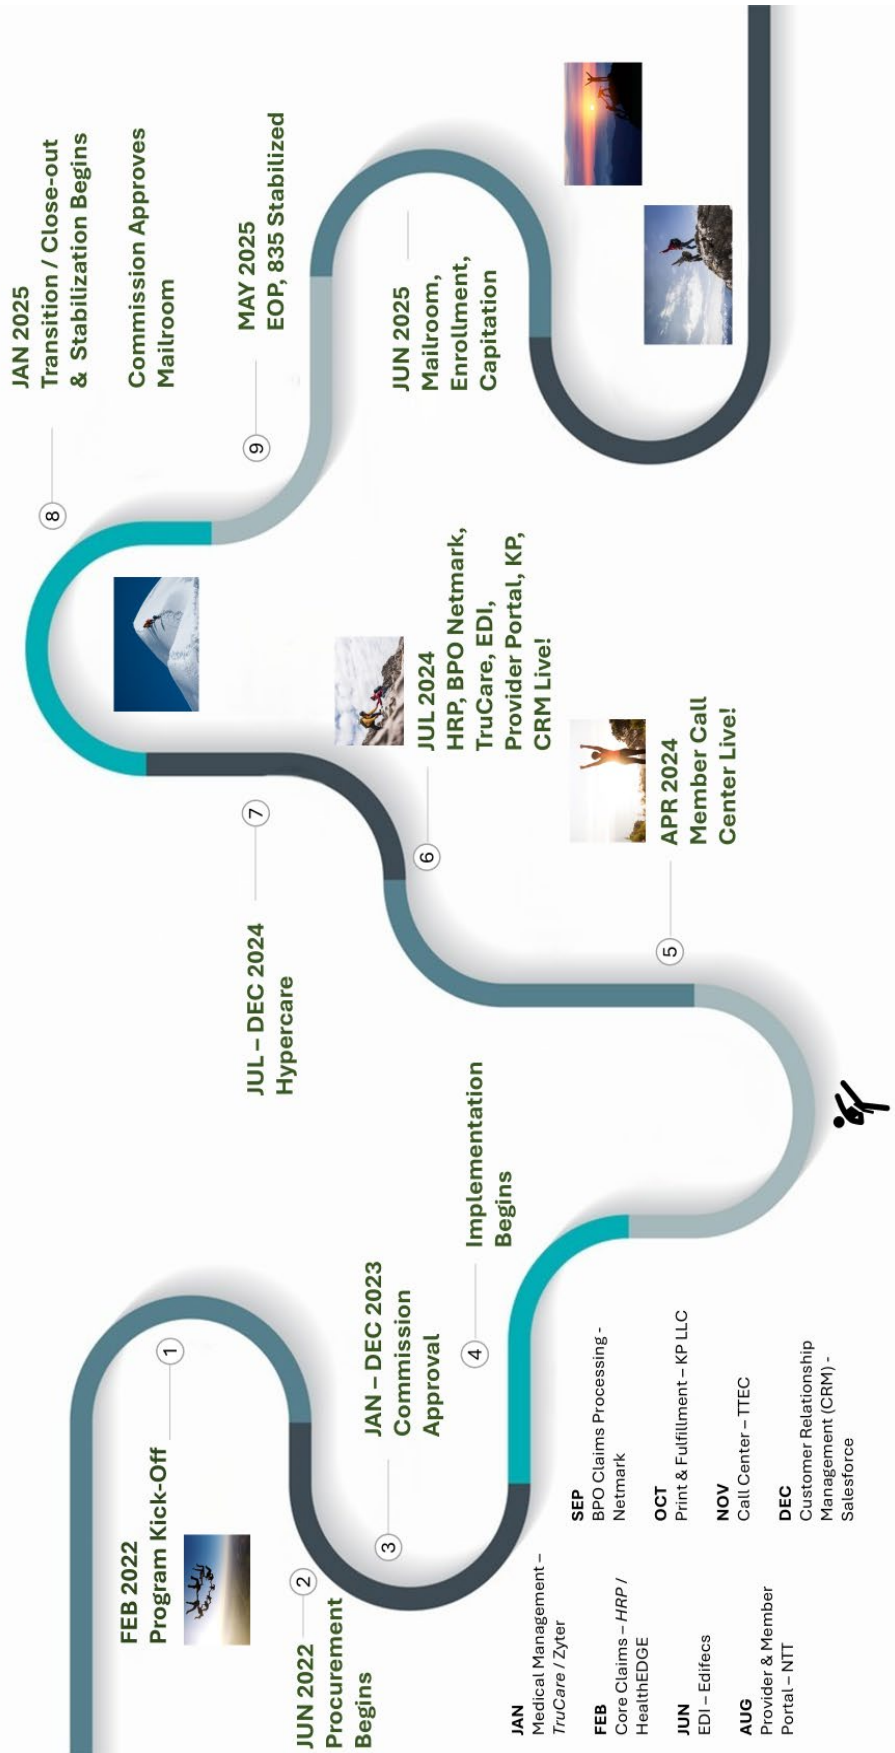 FEB 2022
Program Kick-Off
1
JUN 2022
Procurement
Begins
2
JAN – DEC 2023
Commission
Approval
3
JAN
Medical Management –
TruCare / Zyter
FEB
Core Claims – HRP /
HealthEDGE
JUN
EDI – Edifecs
AUG
Provider & Member
Portal – NTT
SEP
BPO Claims Processing -
Netmark
OCT
Print & Fulfillment – KP LLC
NOV
Call Center – TTEC
DEC
Customer Relationship
Management (CRM) -
Salesforce
4
Implementation
Begins
5
APR 2024
Member Call
Center Live!
6
JUL 2024
HRP, BPO Netmark,
TruCare, EDI,
Provider Portal, KP,
CRM Live!
7
JUL – DEC 2024
Hypercare
8
JAN 2025
Transition / Close-out
& Stabilization Begins
Commission Approves
Mailroom
9
MAY 2025
EOP, 835 Stabilized
JUN 2025
Mailroom,
Enrollment,
Capitation